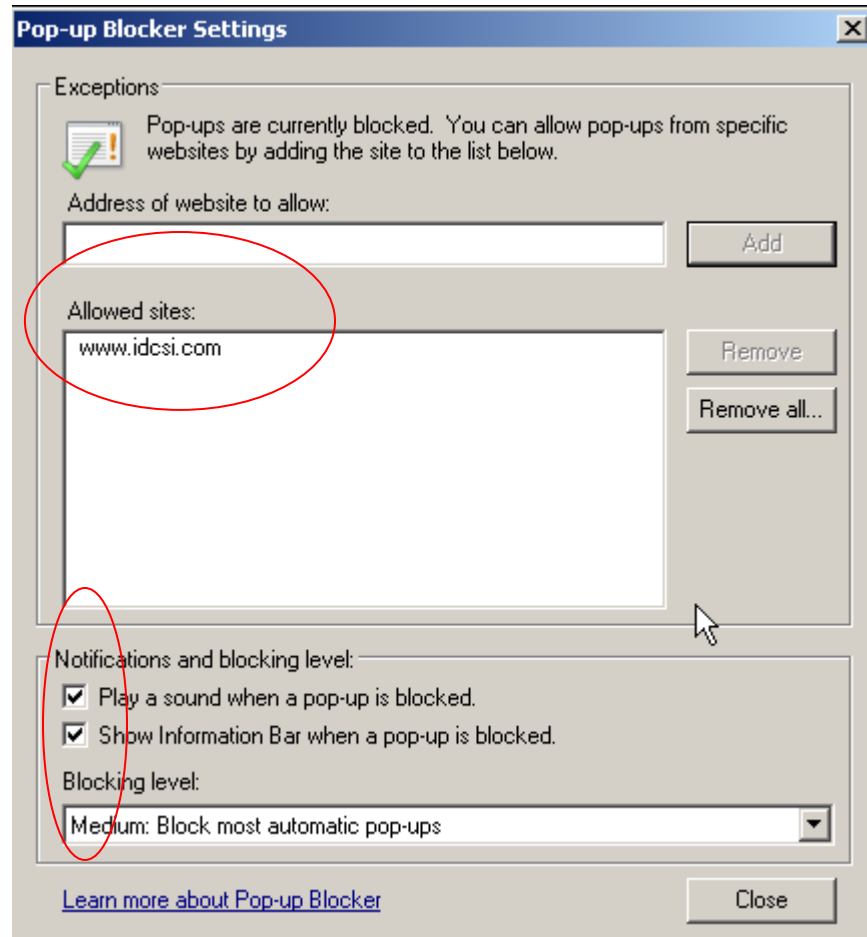 Pop-up Blocker Settings
Exceptions
Pop-ups are currently blocked. You can allow pop-ups from specific
websites by adding the site to the list below.
Address of website to allow:
Add
Allowed sites:
www.idcsi.com
Remove
Remove all...
Notifications and blocking level:
Play a sound when a pop-up is blocked.
Show Information Bar when a pop-up is blocked.
Blocking level:
Medium: Block most automatic pop-ups
Learn more about Pop-up Blocker
Close